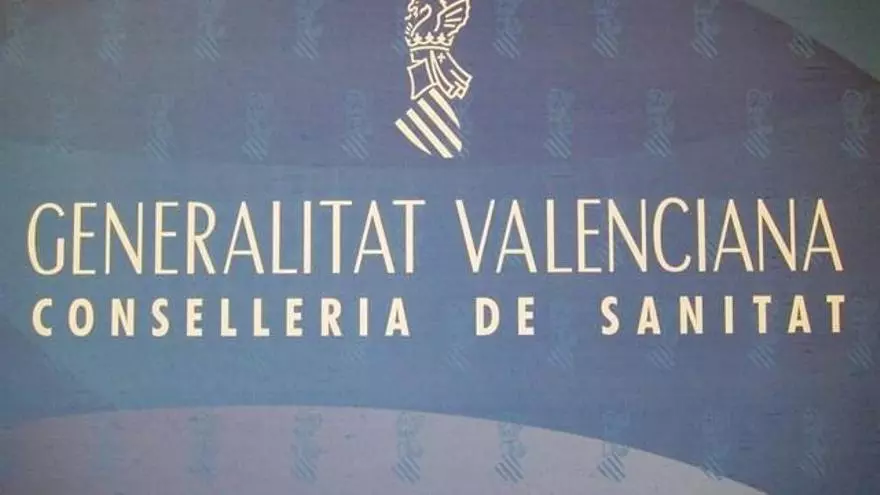 GENERALITAT VALENCIANA
CONSELLERIA DE SANITAT